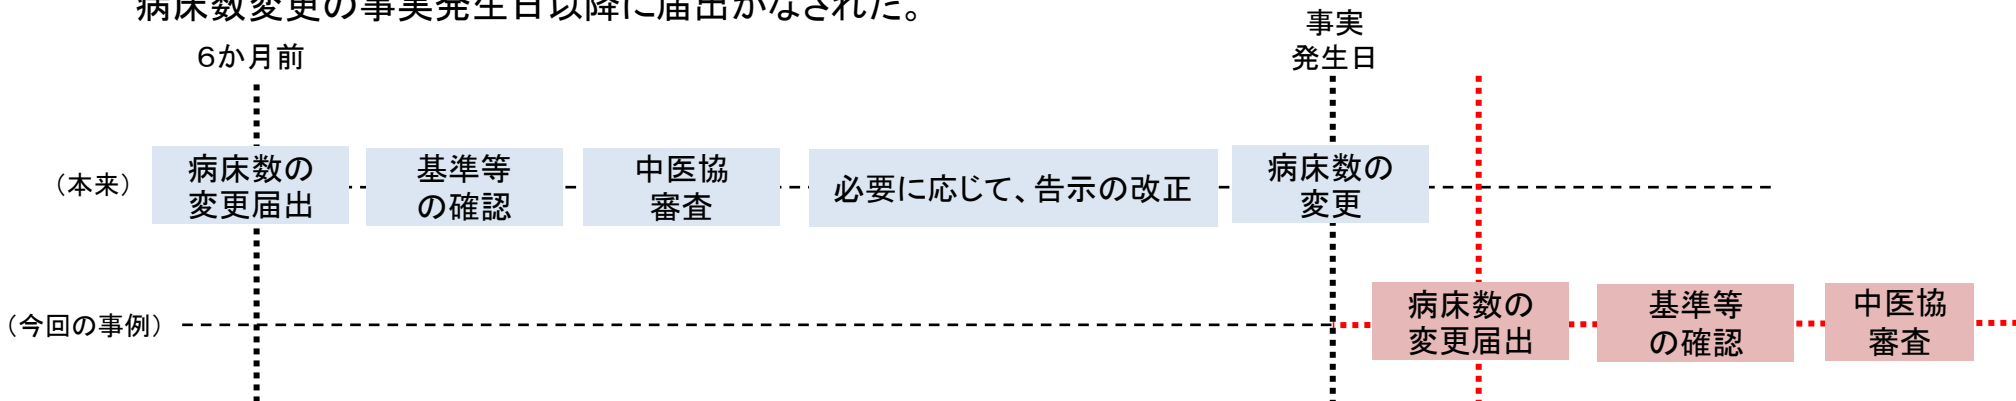 病床数変更の事実発生日以降に届出がなされた。
6か月前
事実
発生日
（本来）
病床数の
変更届出
基準等
の確認
中医協
審査
必要に応じて、告示の改正
病床数の
変更
（今回の事例）
病床数の
変更届出
基準等
の確認
中医協
審査